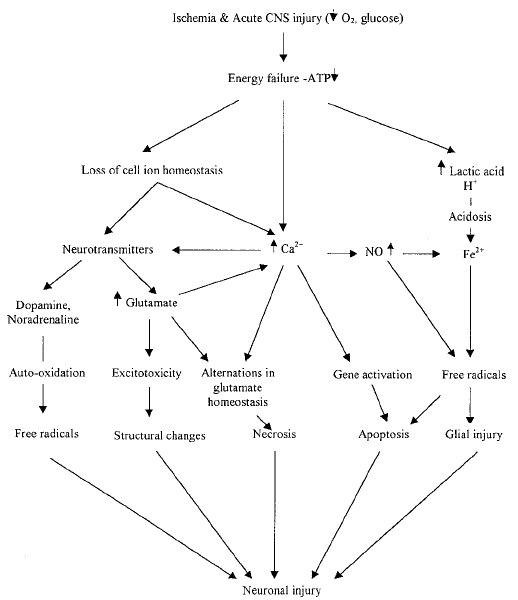 Ischemia & Acute CNS injury (↓ O₂, glucose)
Energy failure -ATP↓
Loss of cell ion homeostasis
↑ Lactic acid
H⁺
Acidosis
Neurotransmitters
↑ Ca²⁻
NO ↑
Fe²⁺
Dopamine,
Noradrenaline
↑ Glutamate
Auto-oxidation
Excitotoxicity
Alternations in
glutamate
homeostasis
Gene activation
Free radicals
Free radicals
Structural changes
Necrosis
Apoptosis
Glial injury
Neuronal injury